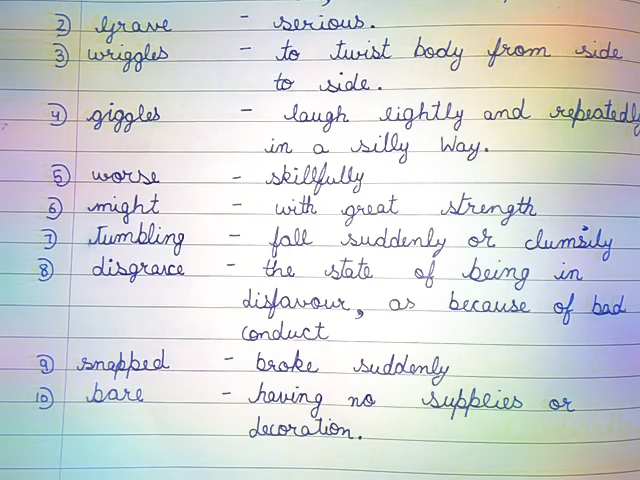 2) Grave - serious.
3) wriggles - to twist body from side
to side.
4) giggles - laugh lightly and repeatedly
in a silly way.
5) worse - skillfully
6) might - with great strength
7) tumbling - fall suddenly or clumsily
8) disgrace - the state of being in
disfavour, as because of bad
conduct
9) snapped - broke suddenly
10) bare - having no supplies or
decoration.